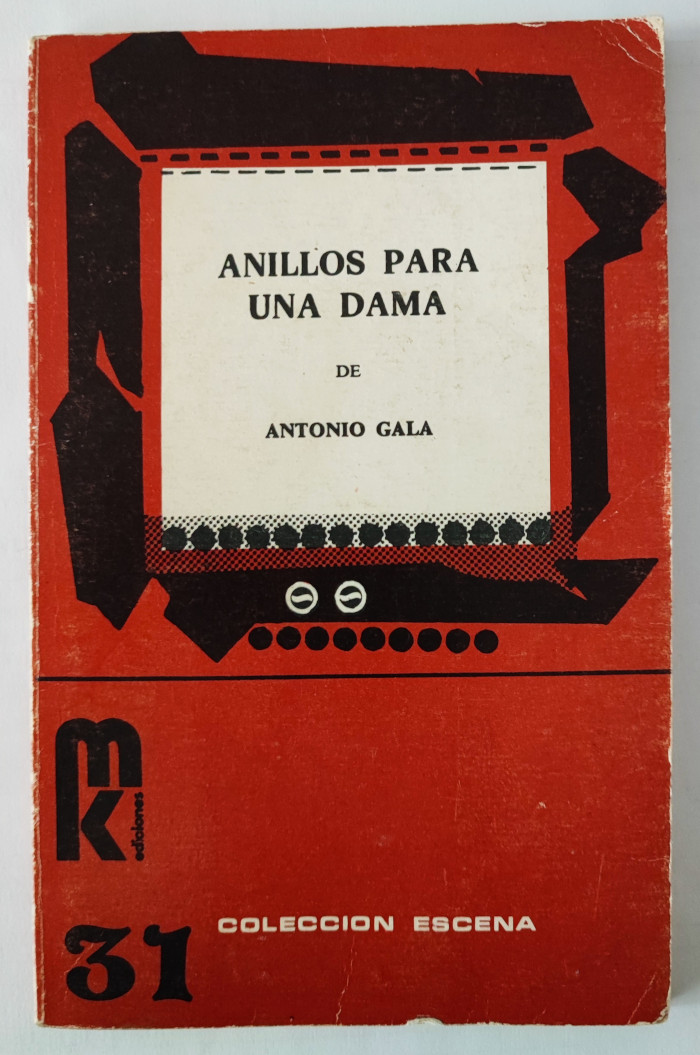 ANILLOS PARA
UNA DAMA
DE
ANTONIO GALA
mk
ediciones
31
COLECCION ESCENA